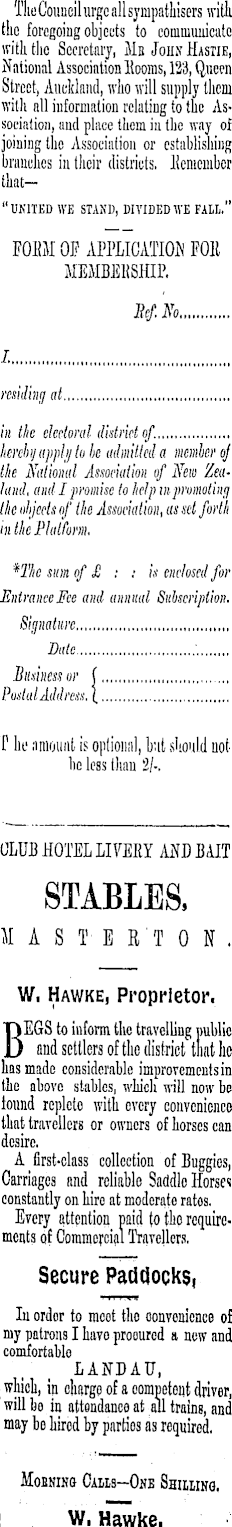 The Council urge all sympathisers with
the foregoing objects to communicate
with the Secretary, MR JOHN HASTIE,
National Association Rooms, 123, Queen
Street, Auckland, who will supply them
with all information relating to the As-
sociation, and place them in the way of
joining the Association or establishing
branches in their districts. Remember
that—
"UNITED WE STAND, DIVIDED WE FALL."
FORM OF APPLICATION FOR
MEMBERSHIP.
Ref. No............
I...............................................
residing at.....................................
in the electoral district of.................
hereby apply to be admitted a member of
the National Association of New Zea-
land, and I promise to help in promoting
the objects of the Association, as set forth
in the Platform.
*The sum of £ : : is enclosed for
Entrance Fee and annual Subscription.
Signature..................................
Date..................................
Business or {............................
Postal Address. {............................
The amount is optional, but should not
be less than 2/-.
CLUB HOTEL LIVERY AND BAIT
STABLES,
MASTERTON.
W. HAWKE, Proprietor.
BEGS to inform the travelling public
and settlers of the district that he
has made considerable improvements in
the above stables, which will now be
found replete with every convenience
that travellers or owners of horses can
desire.
A first-class collection of Buggies,
Carriages and reliable Saddle Horses
constantly on hire at moderate rates.
Every attention paid to the require-
ments of Commercial Travellers.
Secure Paddocks,
In order to meet the convenience of
my patrons I have procured a new and
comfortable
LANDAU,
which, in charge of a competent driver,
will be in attendance at all trains, and
may be hired by parties as required.
MORNING CALLS—ONE SHILLING.
W. Hawke.